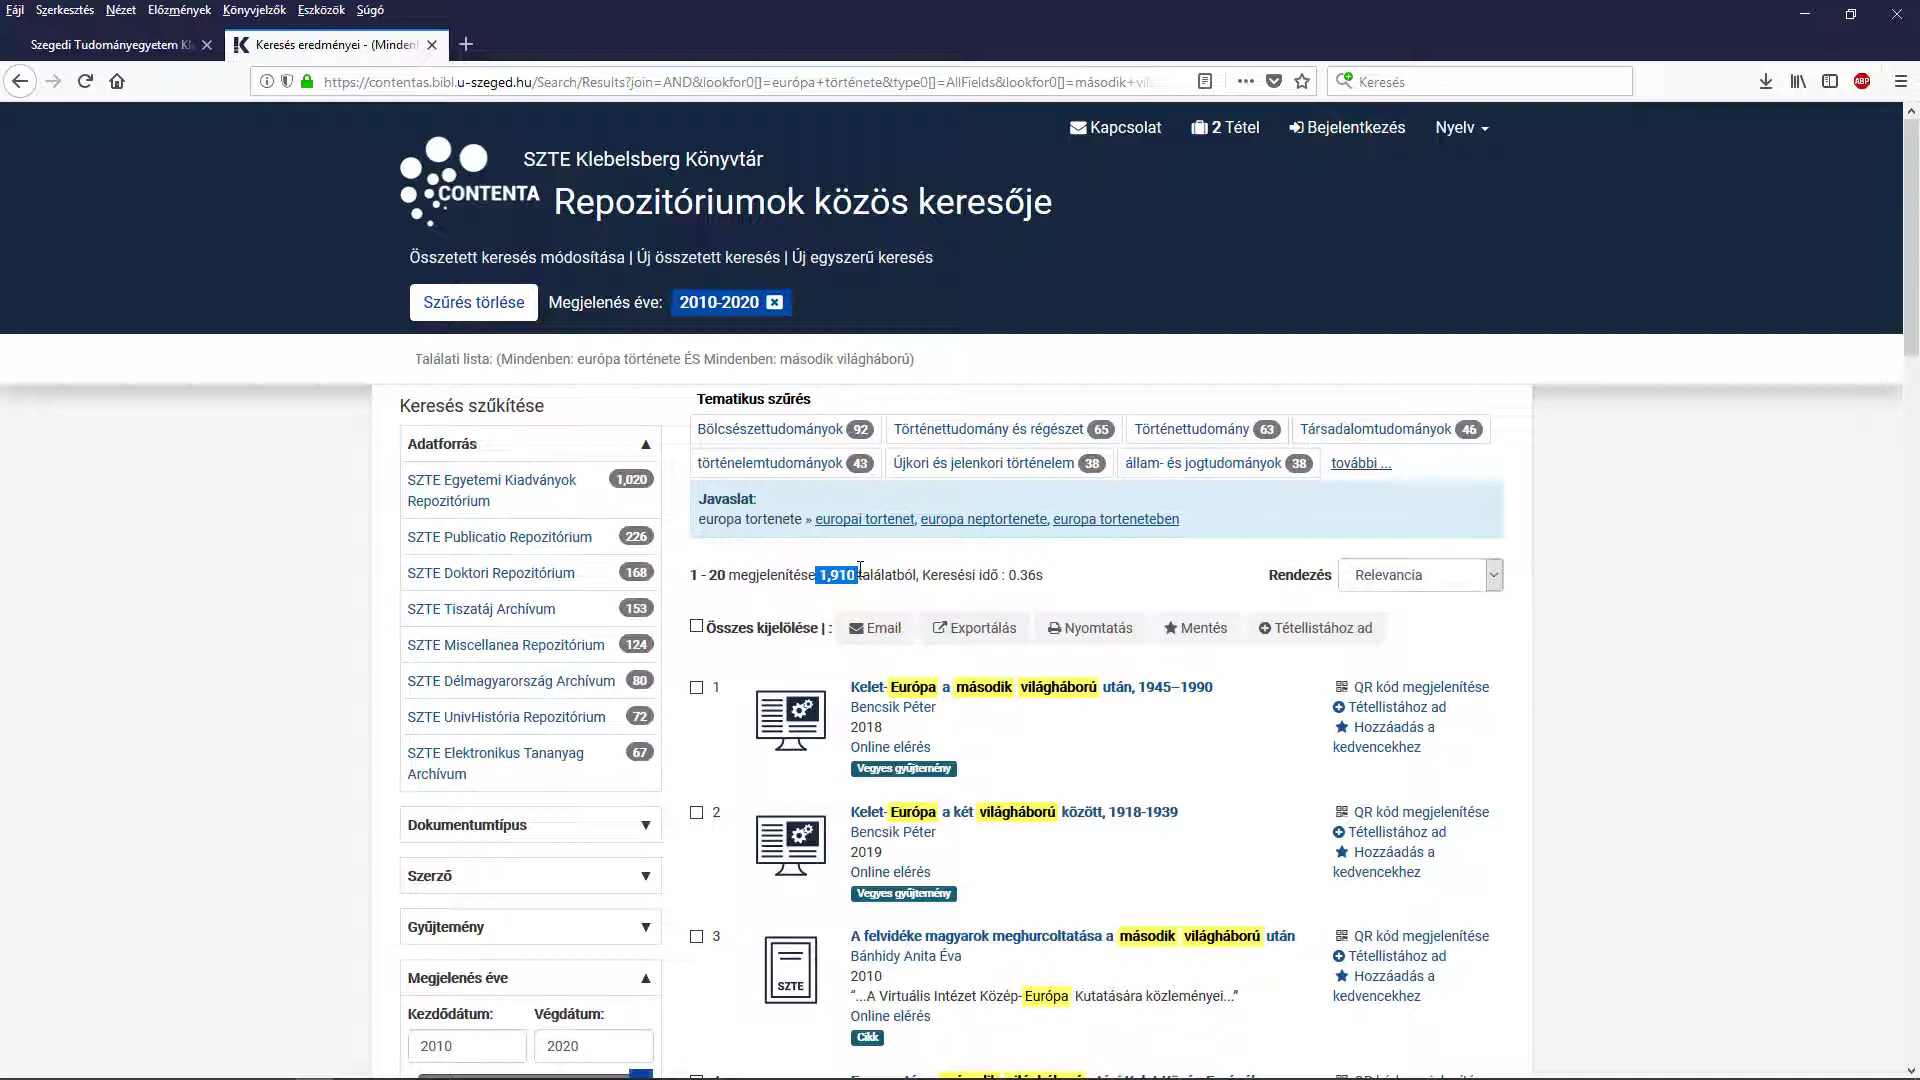 Fájl Szerkesztés Nézet Előzmények Könyvjelzők Eszközök Súgó
Szegedi Tudományegyetem
Keresés eredményei - (Minden
https://contentas.bibl.u-szeged.hu/Search/Results?join=AND&lookfor0[]=európa+története&type0[]=AllFields&lookfor0[]=második+vil
Keresés
ABP
Kapcsolat 2 Tétel Bejelentkezés Nyelv
CONTENTA
SZTE Klebelsberg Könyvtár
Repozitóriumok közös keresője
Összetett keresés módosítása | Új összetett keresés | Új egyszerű keresés
Szűrés törlése Megjelenés éve: 2010-2020
Találati lista: (Mindenben: európa története ÉS Mindenben: második világháború)
Keresés szűkítése
Adatforrás
SZTE Egyetemi Kiadványok Repozitórium 1,020
SZTE Publicatio Repozitórium 226
SZTE Doktori Repozitórium 168
SZTE Tiszatáj Archívum 153
SZTE Miscellanea Repozitórium 124
SZTE Délmagyarország Archívum 80
SZTE UnivHistória Repozitórium 72
SZTE Elektronikus Tananyag Archívum 67
Dokumentumtípus
Szerző
Gyűjtemény
Megjelenés éve
Kezdődátum: Végdátum:
2010 2020
Tematikus szűrés
Bölcsészettudományok 92 Történettudomány és régészet 65 Történettudomány 63 Társadalomtudományok 46
történelemtudományok 43 Újkori és jelenkori történelem 38 állam- és jogtudományok 38 további ...
Javaslat:
europa tortenete » europai tortenet, europa neptortenete, europa torteneteben
1 - 20 megjelenítése 1,910 találatból, Keresési idő : 0.36s
Rendezés Relevancia
Összes kijelölése | : Email Exportálás Nyomtatás Mentés Tétellistához ad
1
Kelet-Európa a második világháború után, 1945–1990
Bencsik Péter
2018
Online elérés
Vegyes gyűjtemény
QR kód megjelenítése
Tétellistához ad
Hozzáadás a
kedvencekhez
2
Kelet-Európa a két világháború között, 1918-1939
Bencsik Péter
2019
Online elérés
Vegyes gyűjtemény
QR kód megjelenítése
Tétellistához ad
Hozzáadás a
kedvencekhez
3
SZTE
A felvidéke magyarok meghurcoltatása a második világháború után
Bánhidy Anita Éva
2010
“...A Virtuális Intézet Közép-Európa Kutatására közleményei...”
Online elérés
Cikk
QR kód megjelenítése
Tétellistához ad
Hozzáadás a
kedvencekhez